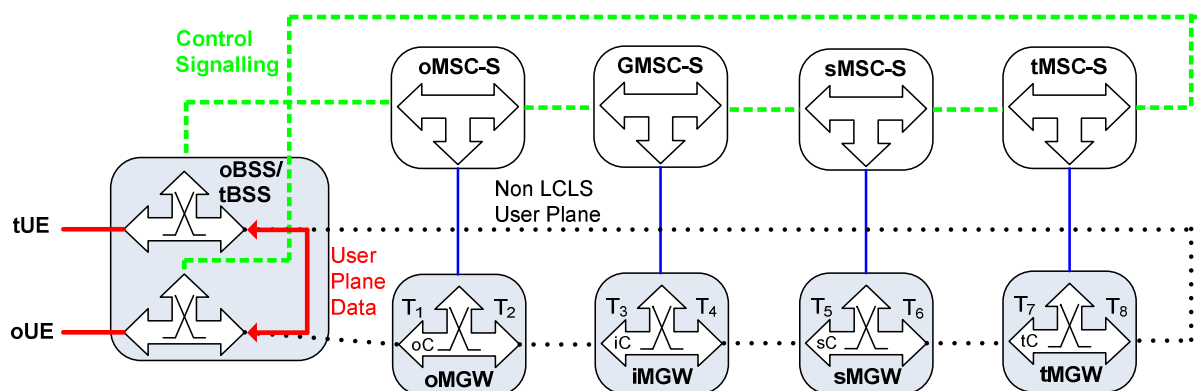 Control
Signalling
oMSC-S
GMSC-S
sMSC-S
tMSC-S
oBSS/
tBSS
Non LCLS
User Plane
tUE
User
Plane
Data
oUE
T1 T2
oC
oMGW
T3 T4
iC
iMGW
T5 T6
sC
sMGW
T7 T8
tC
tMGW